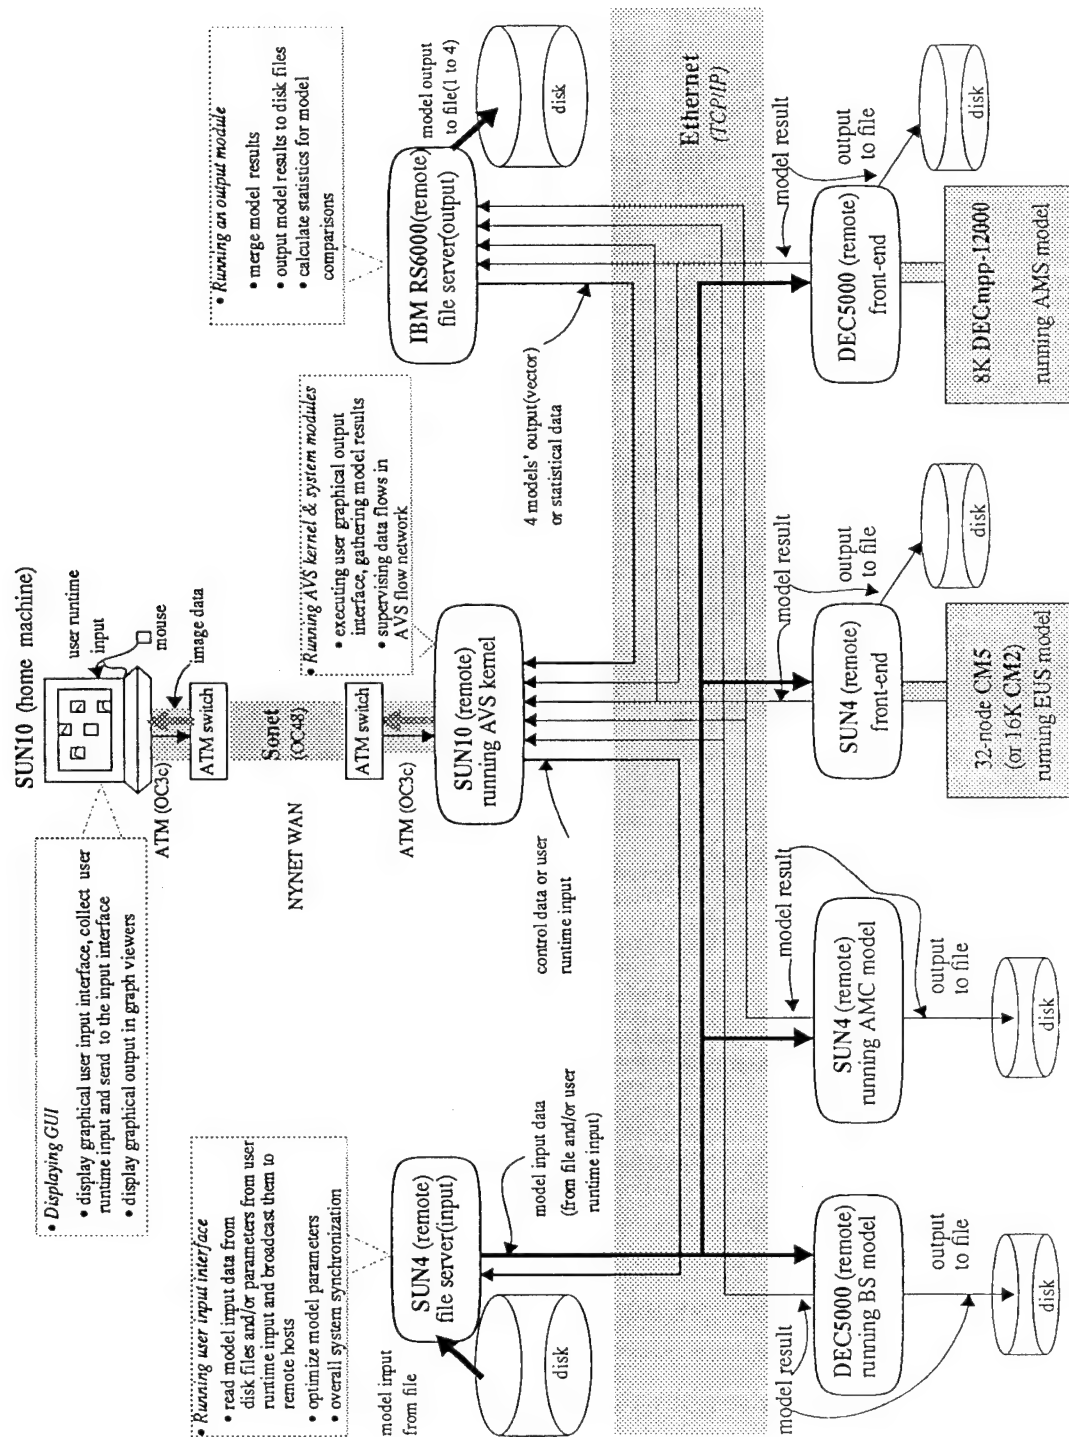 SUN10 (home machine)
user runtime
input
mouse
image data
• Displaying GUI
• display graphical user input interface, collect user
runtime input and send to the input interface
• display graphical output in graph viewers
ATM (OC3c)
ATM switch
Sonet
(OC48)
NYNET WAN
ATM switch
ATM (OC3c)
• Running user input interface
• read model input data from
disk files and/or parameters from user
runtime input and broadcast them to
remote hosts
• optimize model parameters
• overall system synchronization
• Running AVS kernel & system modules
• executing user graphical output
interface, gathering model results
• supervising data flows in
AVS flow network
• Running an output module
• merge model results
• output model results to disk files
• calculate statistics for model
comparisons
model input
from file
disk
SUN4 (remote)
file server(input)
SUN10 (remote)
running AVS kernel
IBM RS6000(remote)
file server(output)
model output
to file(1 to 4)
disk
model input data
(from file and/or user
runtime input)
control data or user
runtime input
4 models' output(vector)
or statistical data
Ethernet
(TCP/IP)
model result
DEC5000 (remote)
running BS model
output
to file
disk
model result
SUN4 (remote)
running AMC model
output
to file
disk
model result
SUN4 (remote)
front-end
output
to file
disk
32-node CM5
(or 16K CM2)
running EUS model
model result
DEC5000 (remote)
front-end
output
to file
disk
8K DECmpp-12000
running AMS model